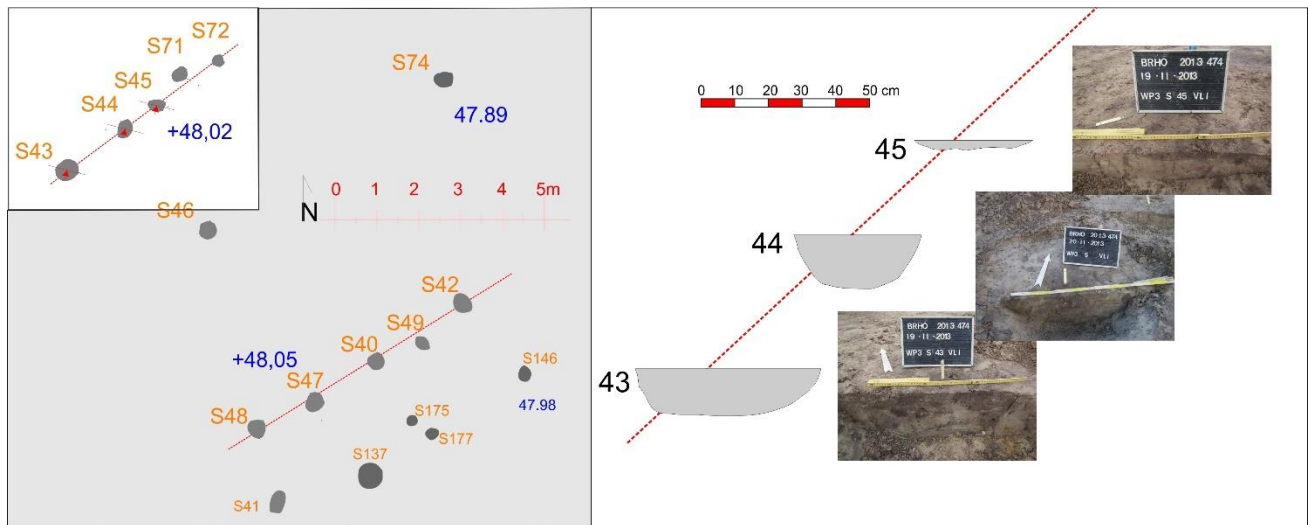 S72
S71
S45
S44
+48,02
S43
S74
47.89
S46
N
0 1 2 3 5m
S42
S49
S40
+48,05
S47
S146
47.98
S48
S175
S177
S137
S41
0 10 20 30 40 50 cm
45
44
43
BRHO 2013 474
19-11-2013
WP3 S 45 VLI
BRHO 2013 474
20-11-2013
WP3 S VLI
BRHO 2013 474
19-11-2013
WP3 S 43 VLI